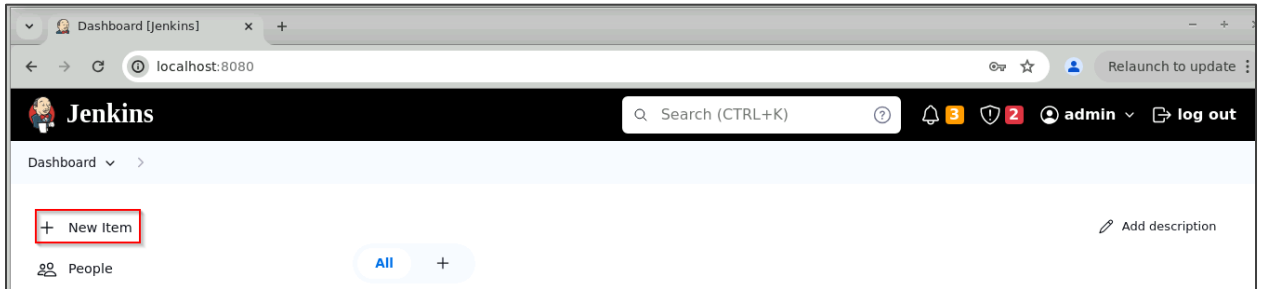 Dashboard [Jenkins]
localhost:8080
Relaunch to update
Jenkins
Search (CTRL+K)
3
2
admin
log out
Dashboard
New Item
Add description
People
All